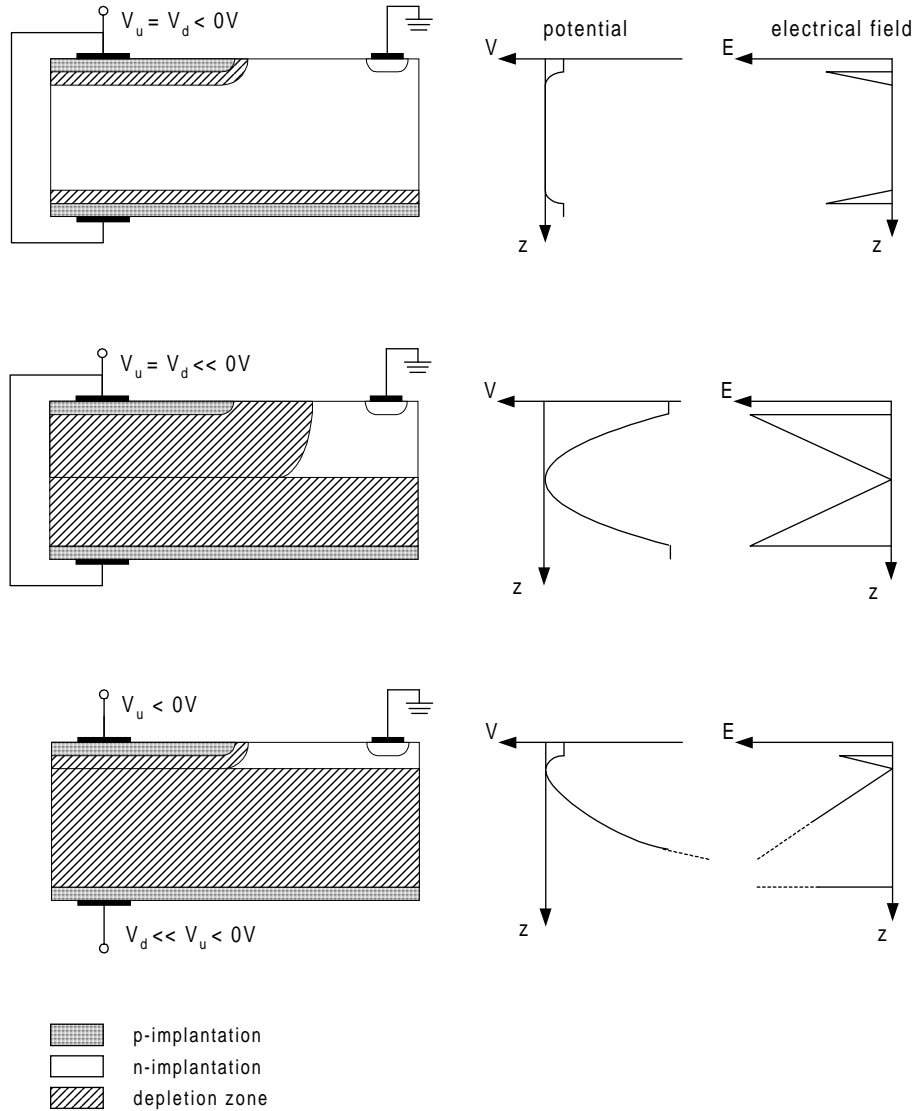 V_u = V_d < 0V
V potential
E electrical field
z
z
V_u = V_d << 0V
V
E
z
z
V_u < 0V
V
E
z
z
V_d << V_u < 0V
p-implantation
n-implantation
depletion zone